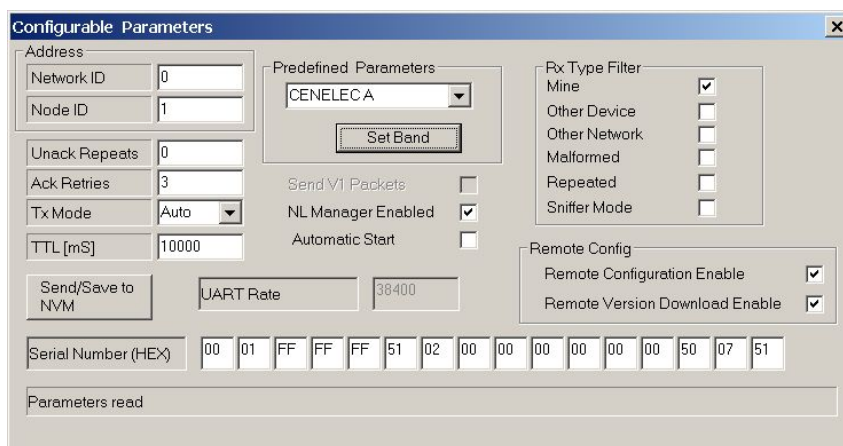 Configurable Parameters
Address
Network ID 0
Node ID 1
Unack Repeats 0
Ack Retries 3
Tx Mode Auto
TTL [mS] 10000
Predefined Parameters
CENELEC A
Set Band
Send V1 Packets
NL Manager Enabled
Automatic Start
Rx Type Filter
Mine
Other Device
Other Network
Malformed
Repeated
Sniffer Mode
Remote Config
Remote Configuration Enable
Remote Version Download Enable
Send/Save to
NVM
UART Rate 38400
Serial Number (HEX) 00 01 FF FF FF 51 02 00 00 00 00 00 00 50 07 51
Parameters read